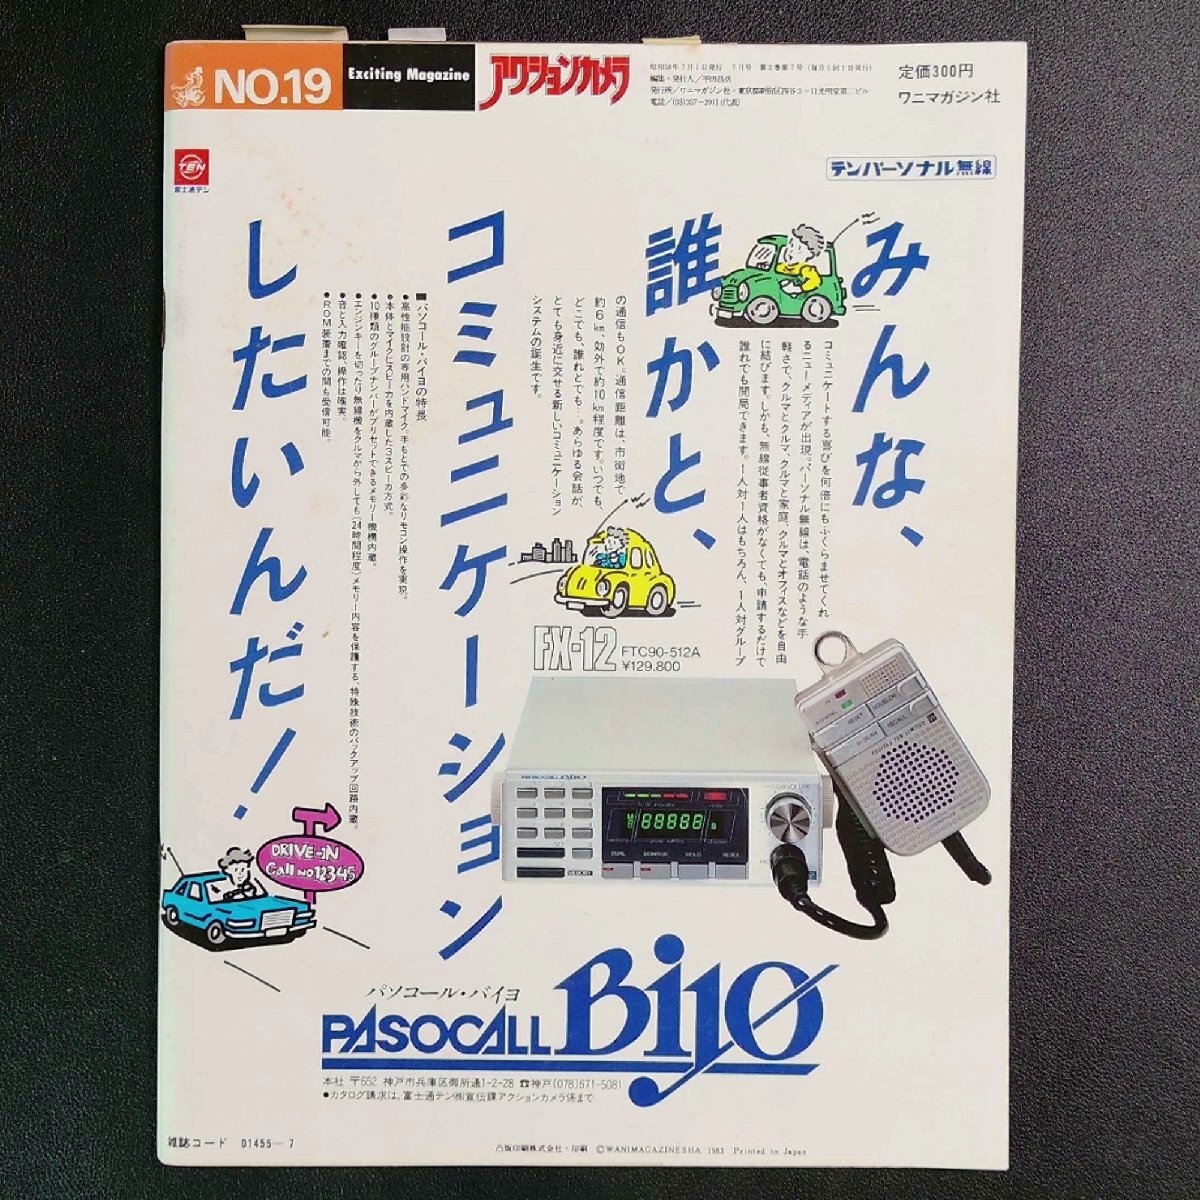 NO.19
Exciting Magazine
アクションカメラ
昭和58年7月1日発行 7月号 第2巻第7号(毎月1回1日発行)
発行所/ワニマガジン社・東京都新宿区四谷3-11光明堂第二ビル
電話/(03)357-2911(代表)
定価300円
ワニマガジン社
TEN
富士通テン
テンパーソナル無線
みんな、
誰かと、
コミュニケーション
したいんだ!
コミュニケートする喜びを何倍にもふくらませてくれ
るニューメディアが出現。パーソナル無線は、電話のような手
軽さで、クルマとクルマ、クルマと家庭、クルマとオフィスなどを自由
に結びます。しかも、無線従事者資格がなくても、申請するだけで
誰れでも開局できます。1人対1人はもちろん、1人対グループ
の通信もOK。通信距離は、市街地で
約6km 効外で約10km程度です。いつでも、
どこでも、誰れとでも…。あらゆる会話が、
とても身近に交せる新しいコミュニケーション
システムの誕生です。
■パソコール・バイヨの特長
●高性能設計の専用ハンドマイク。手もとでの多彩なリモコン操作を実現。
●本体とマイクにスピーカを内蔵した3スピーカ方式。
●10種類のグループナンバーがプリセットできるメモリー機構内蔵。
●エンジンキーを切ったり無線機をクルマから外しても(24時間程度)メモリー内容を保護する、特殊技術のバックアップ回路内蔵。
●音と入力確認、操作は確実。
●ROM装着までの間も受信可能。
FX-12
FTC90-512A
¥129,800
88888
DUAL MONITOR HOLD RESET
DRIVE-IN
Call NO12345
パソコール・バイヨ
PASOCALL Bijo
本社 〒652 神戸市兵庫区御所通1-2-28 ☎神戸(078)671-5081
●カタログ請求は、富士通テン㈱宣伝課アクションカメラ係まで
雑誌コード 01455-7
凸版印刷株式会社・印刷 ©WANIMAGAZINESHA 1983 Printed in Japan